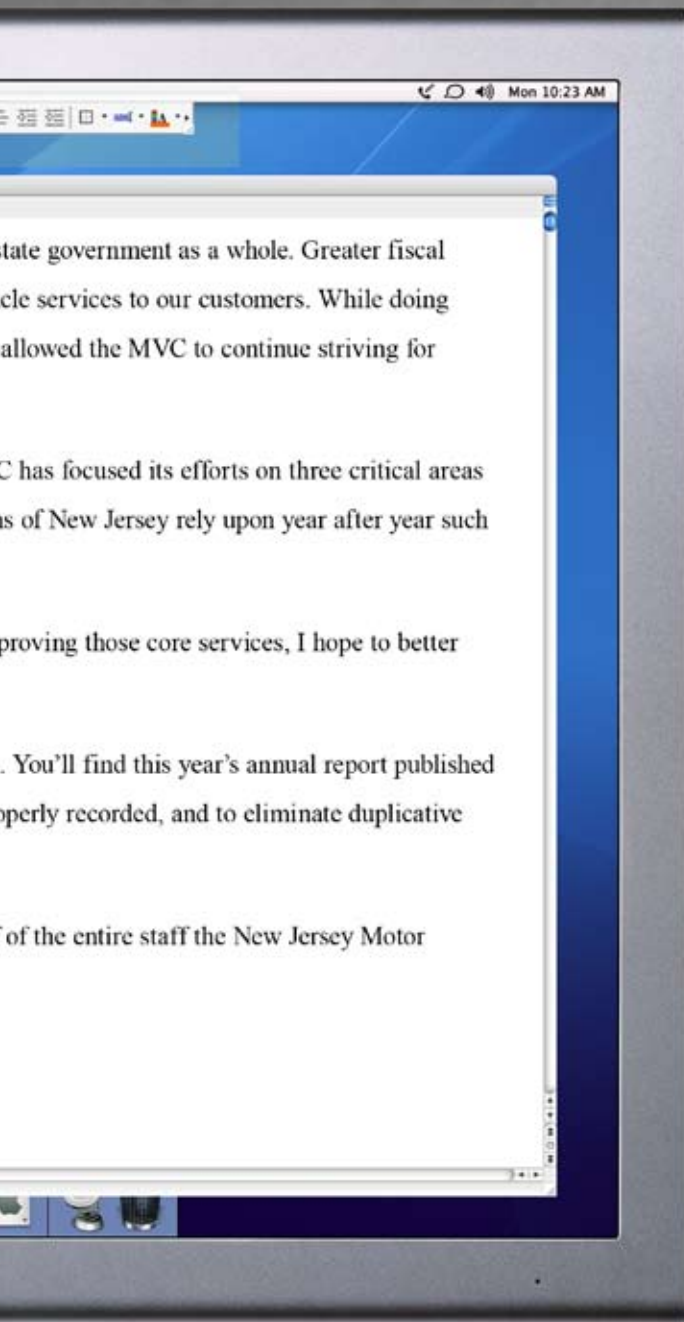 Mon 10:23 AM
state government as a whole. Greater fiscal
cle services to our customers. While doing
allowed the MVC to continue striving for
C has focused its efforts on three critical areas
ns of New Jersey rely upon year after year such
proving those core services, I hope to better
. You’ll find this year’s annual report published
operly recorded, and to eliminate duplicative
f of the entire staff the New Jersey Motor